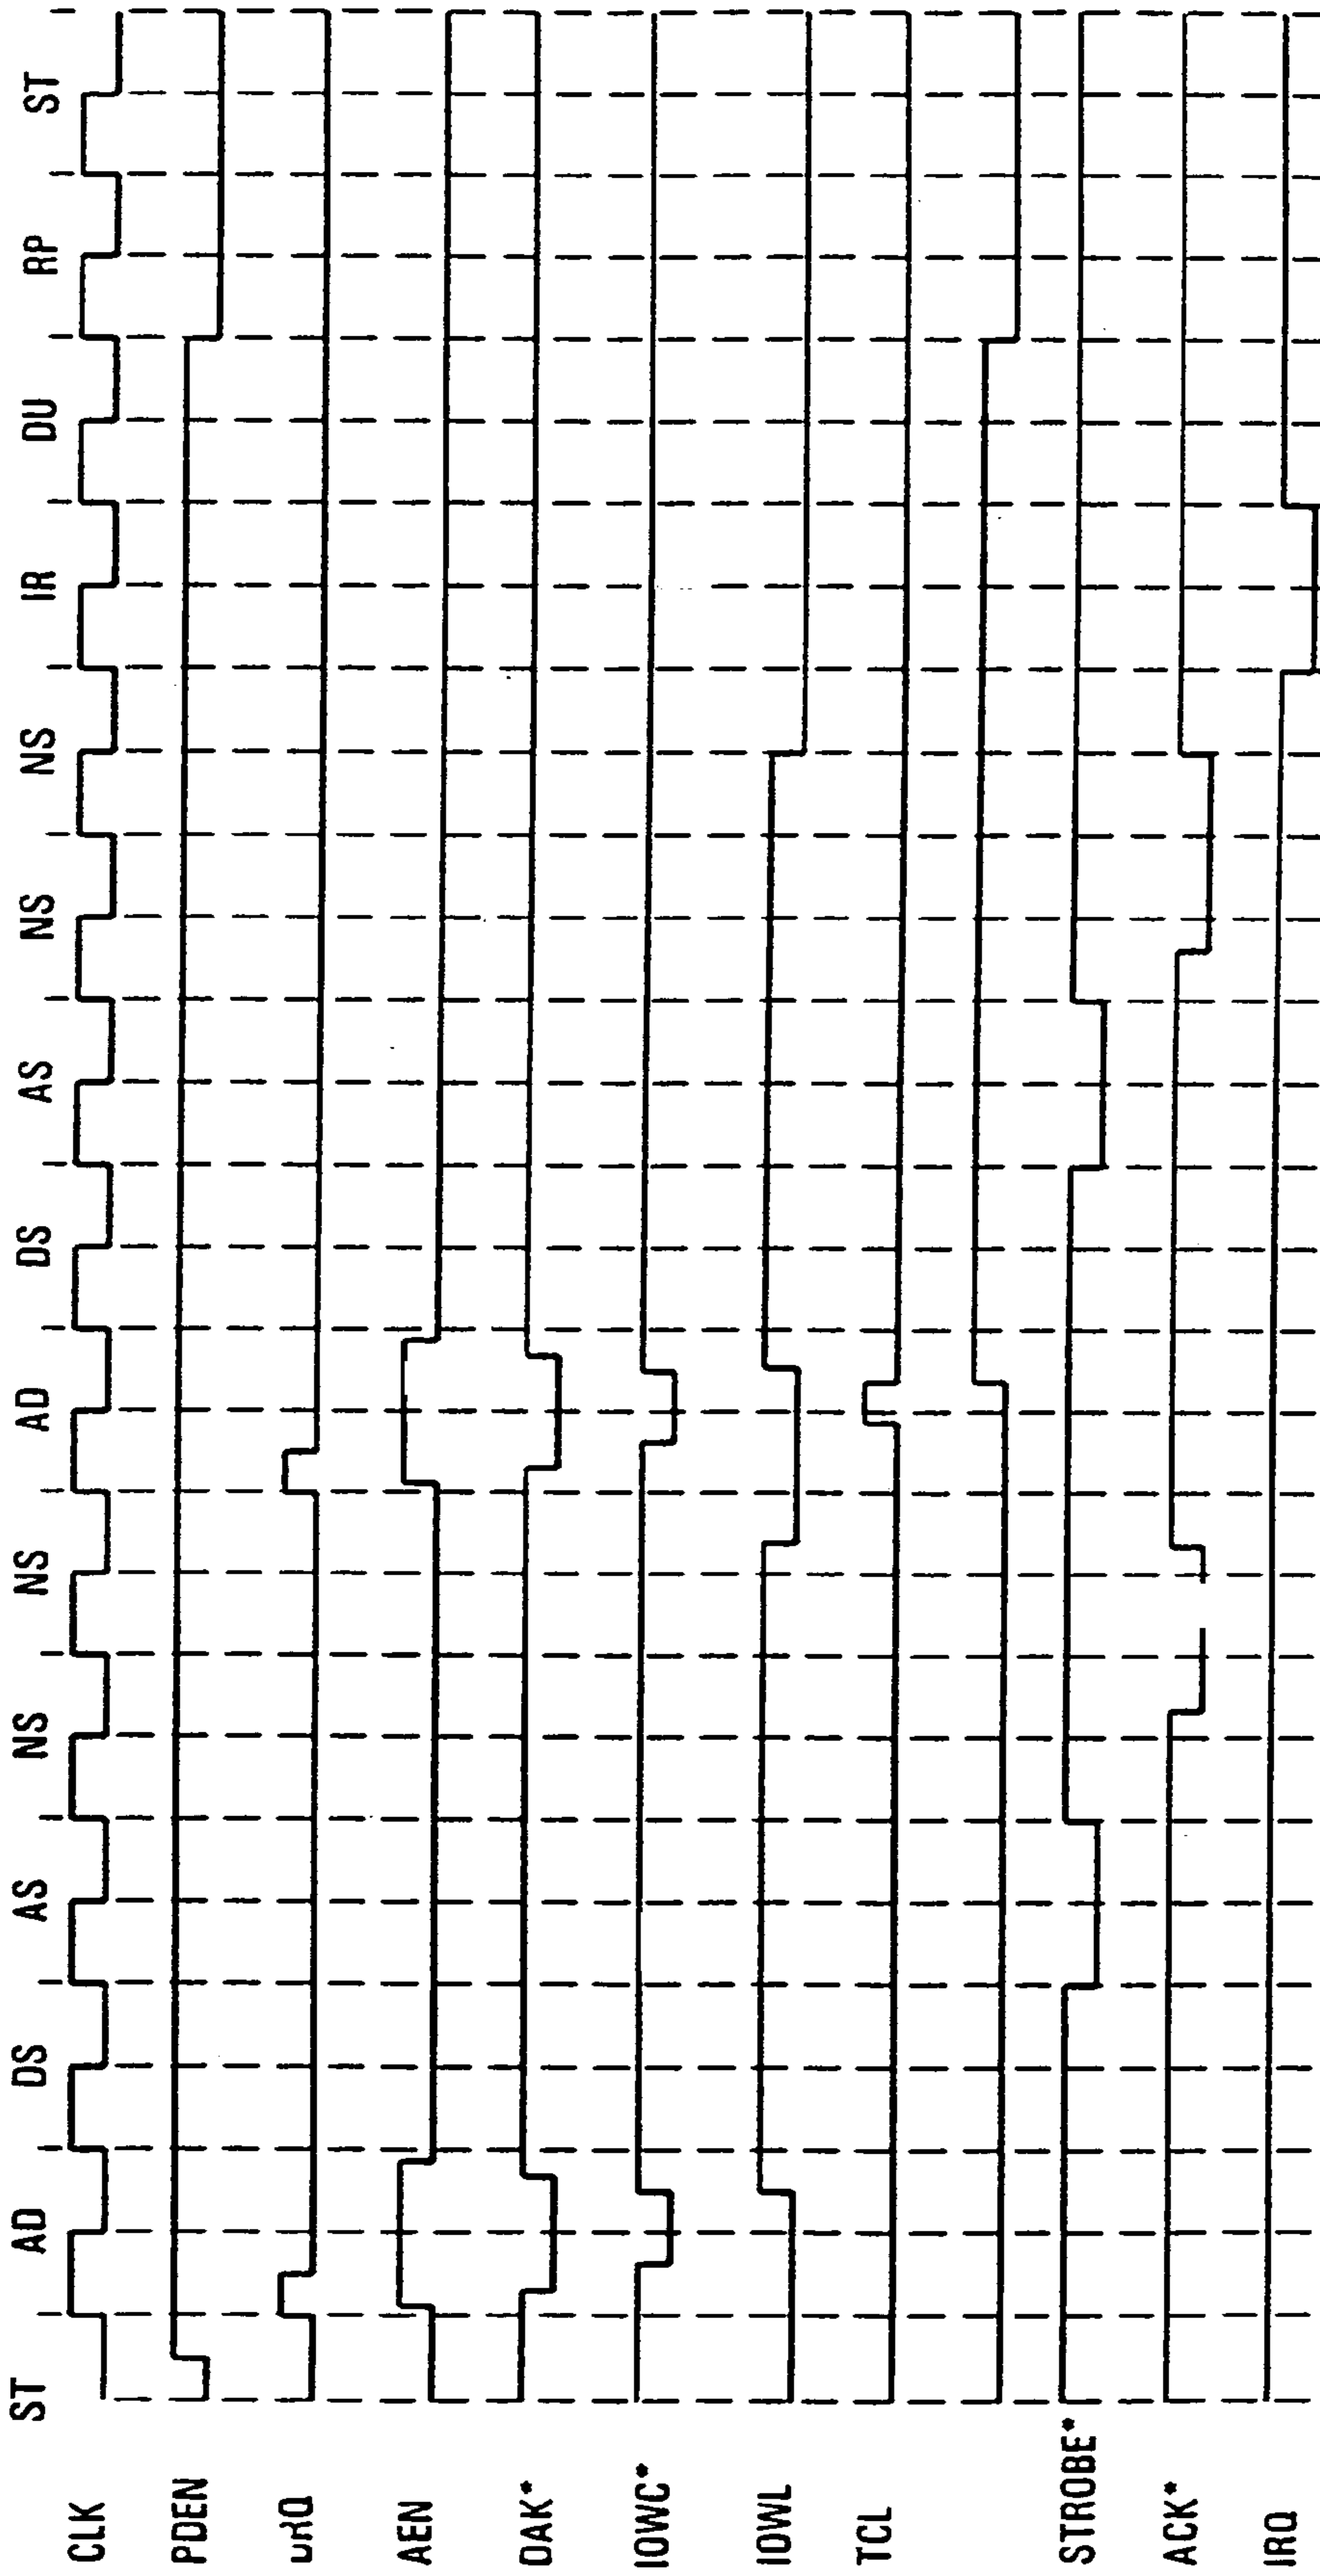 ST AD DS AS NS NS AD DS AS NS NS IR DU RP ST
CLK
PDEN
DRQ
AEN
DAK*
IOWC*
IOWL
TCL
STROBE*
ACK*
IRQ